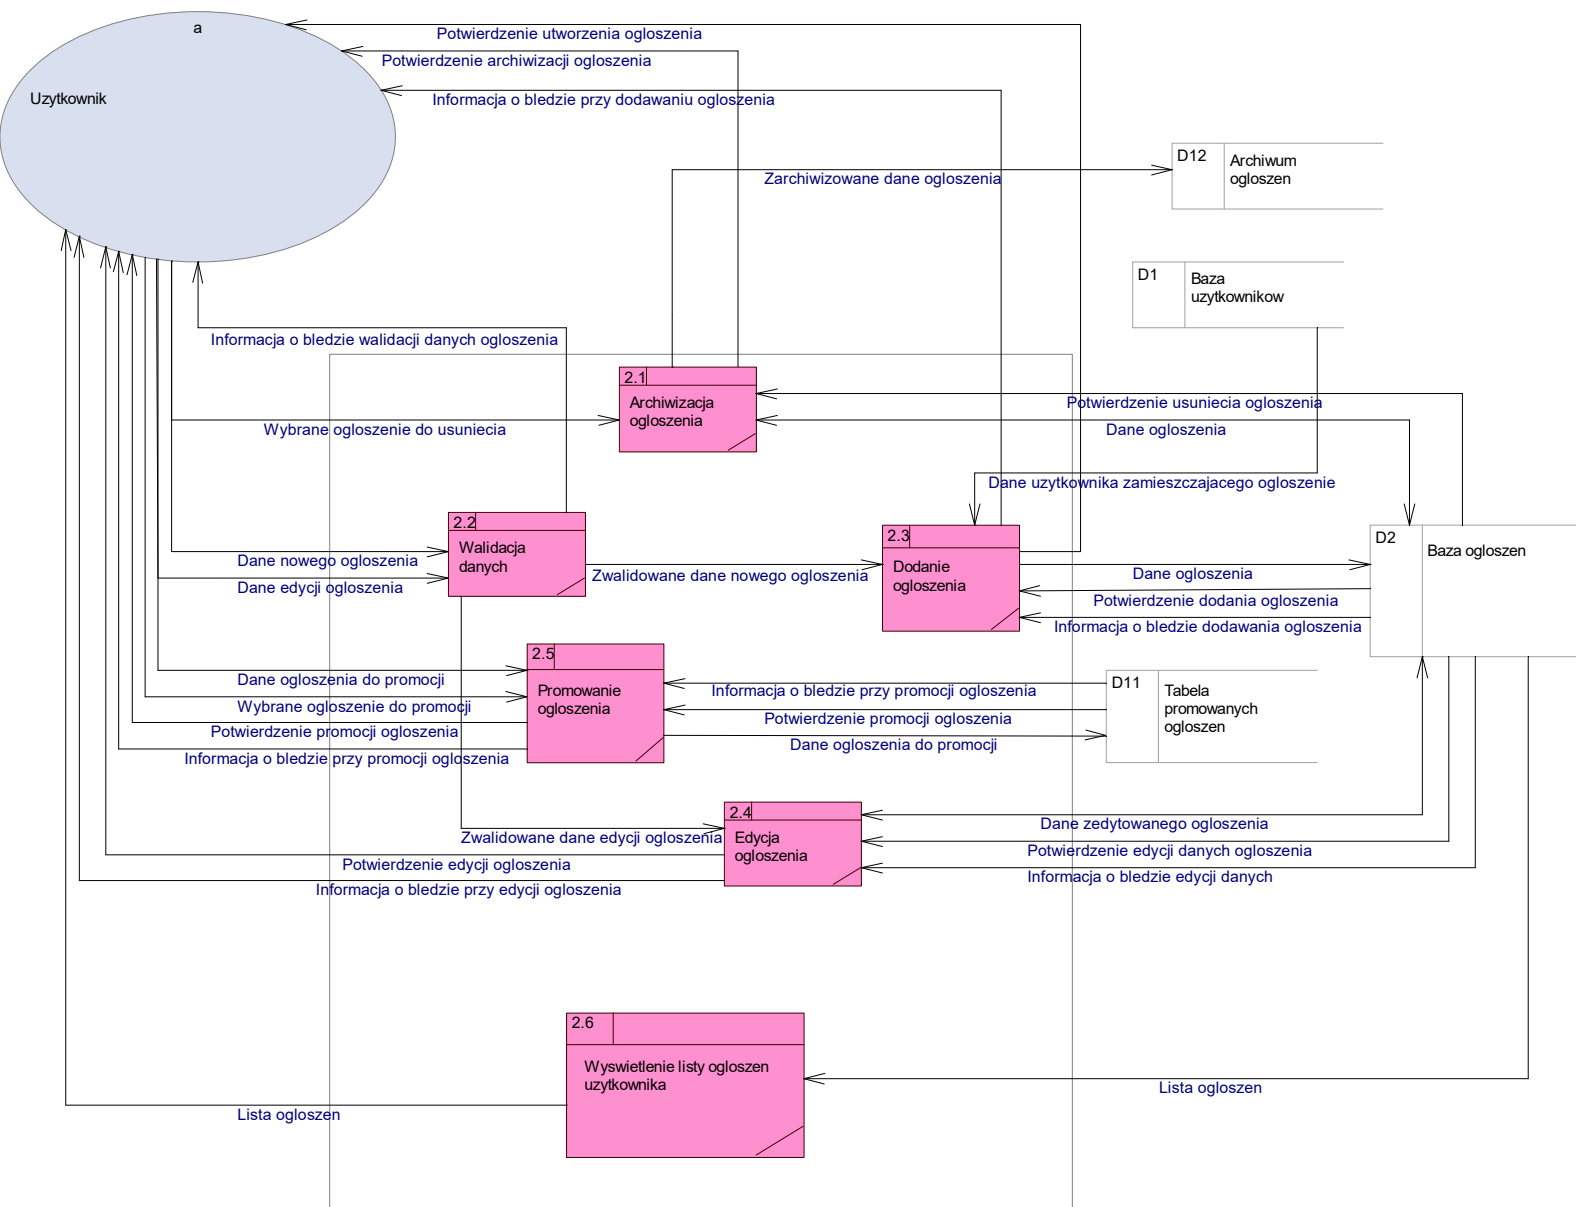 a
Potwierdzenie utworzenia ogloszenia
Potwierdzenie archiwizacji ogloszenia
Uzytkownik
Informacja o bledzie przy dodawaniu ogloszenia
D12
Archiwum
ogloszen
Zarchiwizowane dane ogloszenia
D1
Baza
uzytkownikow
Informacja o bledzie walidacji danych ogloszenia
2.1
Archiwizacja
ogloszenia
Potwierdzenie usuniecia ogloszenia
Wybrane ogloszenie do usuniecia
Dane ogloszenia
Dane uzytkownika zamieszczajacego ogloszenie
2.2
Walidacja
danych
2.3
Dodanie
ogloszenia
D2
Baza ogloszen
Dane nowego ogloszenia
Dane edycji ogloszenia
Zwalidowane dane nowego ogloszenia
Dane ogloszenia
Potwierdzenie dodania ogloszenia
Informacja o bledzie dodawania ogloszenia
2.5
Promowanie
ogloszenia
Dane ogloszenia do promocji
Wybrane ogloszenie do promocji
Potwierdzenie promocji ogloszenia
Informacja o bledzie przy promocji ogloszenia
Informacja o bledzie przy promocji ogloszenia
Potwierdzenie promocji ogloszenia
Dane ogloszenia do promocji
D11
Tabela
promowanych
ogloszen
2.4
Edycja
ogloszenia
Zwalidowane dane edycji ogloszenia
Potwierdzenie edycji ogloszenia
Informacja o bledzie przy edycji ogloszenia
Dane zedytowanego ogloszenia
Potwierdzenie edycji danych ogloszenia
Informacja o bledzie edycji danych
2.6
Wyswietlenie listy ogloszen
uzytkownika
Lista ogloszen
Lista ogloszen